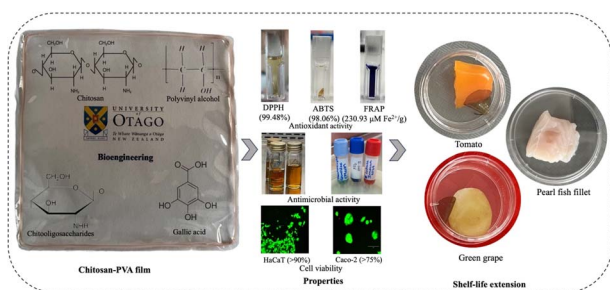 Chitosan
Polyvinyl alcohol
UNIVERSITY
of
OTAGO
NEW ZEALAND
Bioengineering
Chitooligosaccharides
Gallic acid
Chitosan-PVA film
DPPH ABTS FRAP
(99.48%) (98.06%) (230.93 µM Fe²⁺/g)
Antioxidant activity
Antimicrobial activity
HaCaT (>90%) Caco-2 (>75%)
Cell viability
Properties
Tomato
Pearl fish fillet
Green grape
Shelf-life extension